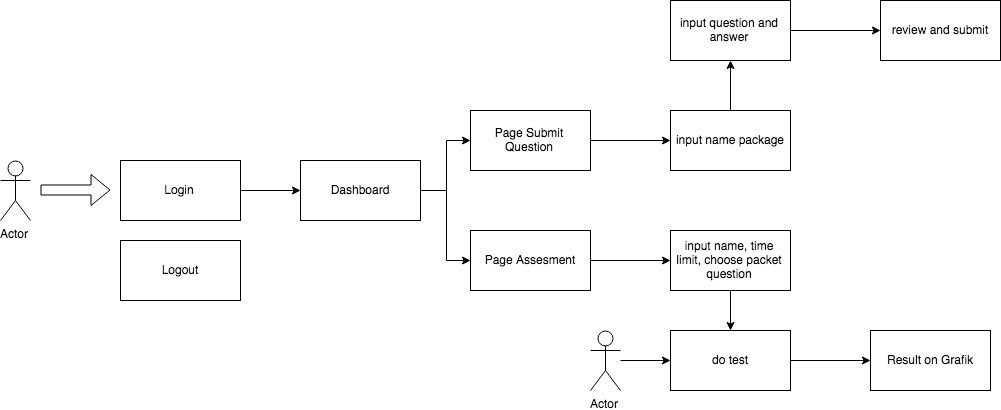 input question and
answer
review and submit
Page Submit
Question
input name package
Login
Dashboard
Actor
Logout
Page Assesment
input name, time
limit, choose packet
question
do test
Result on Grafik
Actor